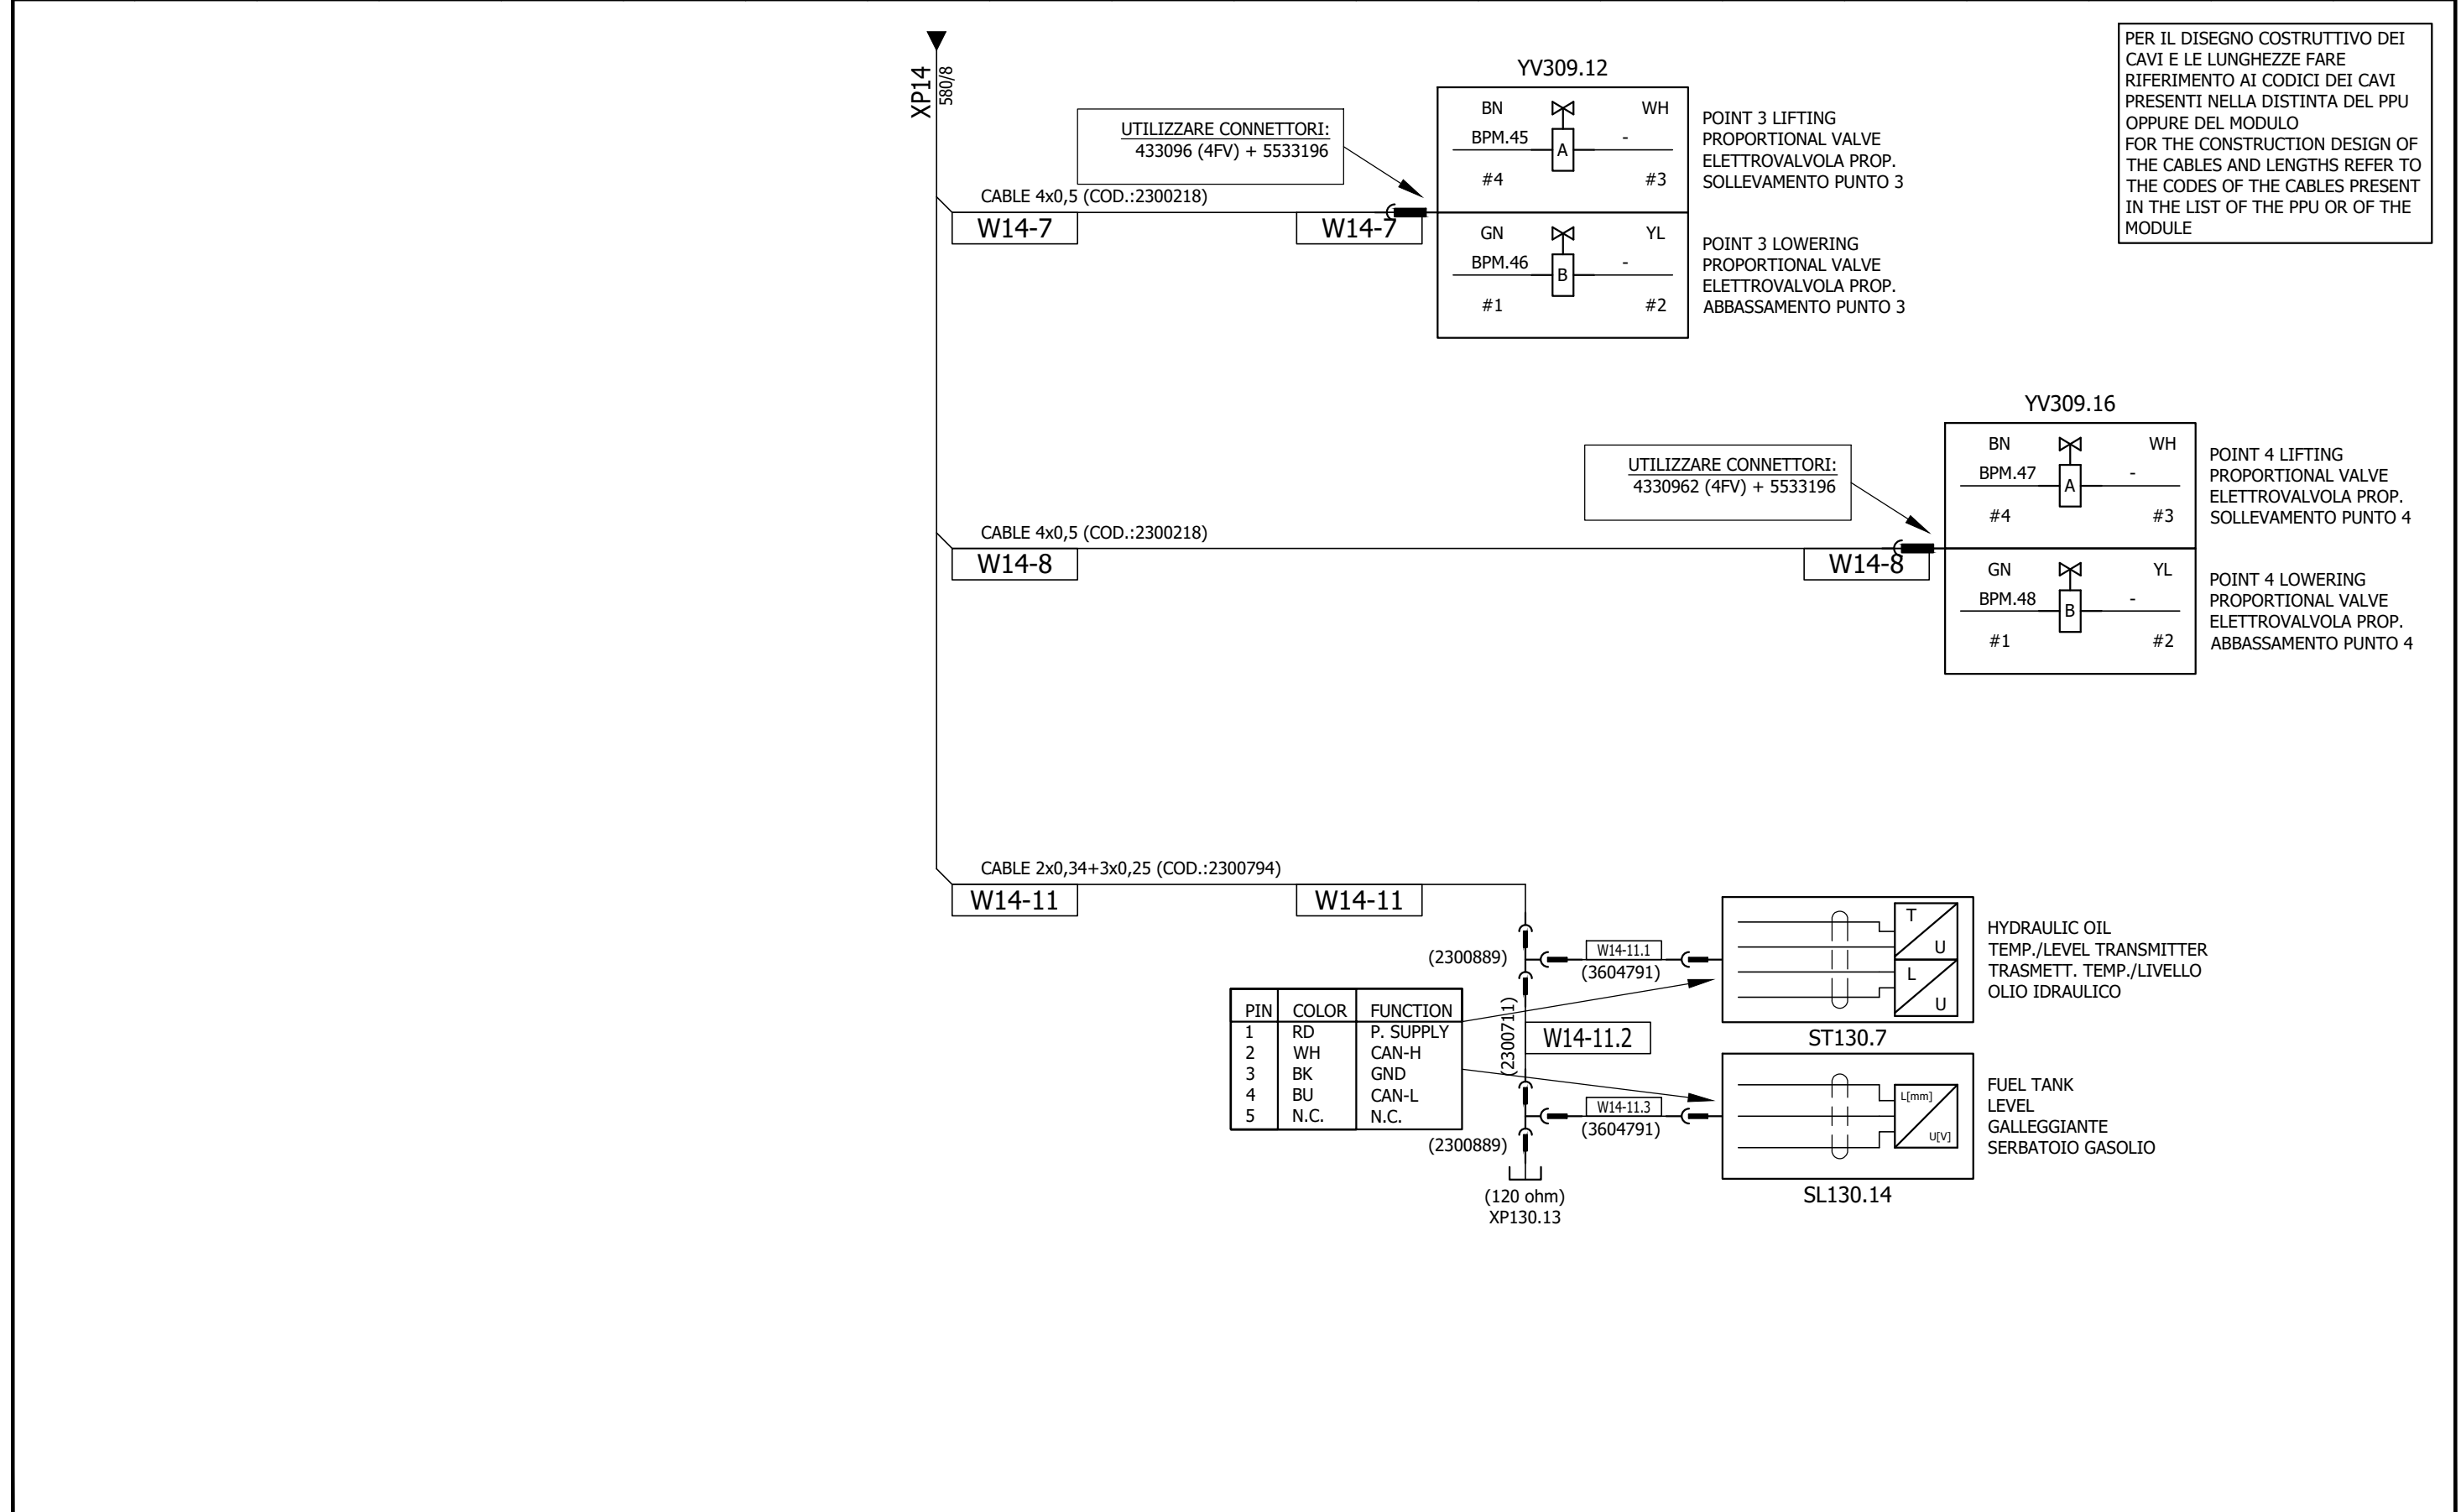 XP14
580/8
UTILIZZARE CONNETTORI:
433096 (4FV) + 5533196
CABLE 4x0,5 (COD.:2300218)
W14-7
W14-7
YV309.12
BN
WH
BPM.45
A
-
#4
#3
GN
YL
BPM.46
B
-
#1
#2
POINT 3 LIFTING
PROPORTIONAL VALVE
ELETTROVALVOLA PROP.
SOLLEVAMENTO PUNTO 3
POINT 3 LOWERING
PROPORTIONAL VALVE
ELETTROVALVOLA PROP.
ABBASSAMENTO PUNTO 3
PER IL DISEGNO COSTRUTTIVO DEI
CAVI E LE LUNGHEZZE FARE
RIFERIMENTO AI CODICI DEI CAVI
PRESENTI NELLA DISTINTA DEL PPU
OPPURE DEL MODULO
FOR THE CONSTRUCTION DESIGN OF
THE CABLES AND LENGTHS REFER TO
THE CODES OF THE CABLES PRESENT
IN THE LIST OF THE PPU OR OF THE
MODULE
UTILIZZARE CONNETTORI:
4330962 (4FV) + 5533196
CABLE 4x0,5 (COD.:2300218)
W14-8
W14-8
YV309.16
BN
WH
BPM.47
A
-
#4
#3
GN
YL
BPM.48
B
-
#1
#2
POINT 4 LIFTING
PROPORTIONAL VALVE
ELETTROVALVOLA PROP.
SOLLEVAMENTO PUNTO 4
POINT 4 LOWERING
PROPORTIONAL VALVE
ELETTROVALVOLA PROP.
ABBASSAMENTO PUNTO 4
CABLE 2x0,34+3x0,25 (COD.:2300794)
W14-11
W14-11
(2300889)
W14-11.1
(3604791)
T
U
L
U
ST130.7
HYDRAULIC OIL
TEMP./LEVEL TRANSMITTER
TRASMETT. TEMP./LIVELLO
OLIO IDRAULICO
PIN COLOR FUNCTION
1 RD P. SUPPLY
2 WH CAN-H
3 BK GND
4 BU CAN-L
5 N.C. N.C.
(2300711)
W14-11.2
W14-11.3
(3604791)
(2300889)
L[mm]
U[V]
SL130.14
FUEL TANK
LEVEL
GALLEGGIANTE
SERBATOIO GASOLIO
(120 ohm)
XP130.13